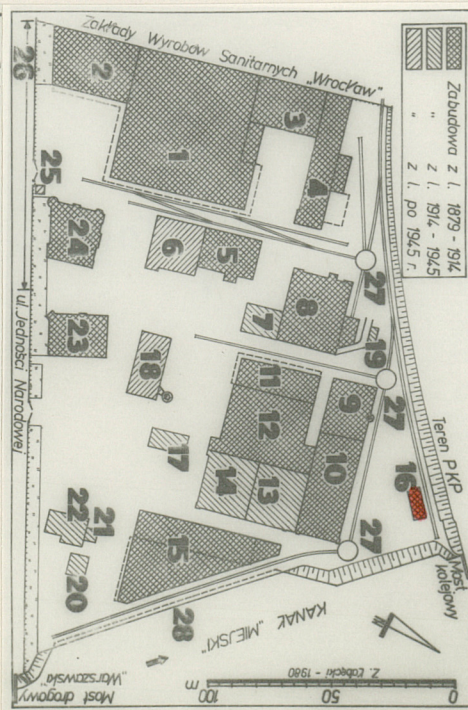 Zakłady Wyrobów Sanitarnych „Wrocław”
Zabudowa z l. 1879 - 1914
" z l. 1914 - 1945
" z l. po 1945 r.
Teren PKP
Most kolejowy
KANAŁ „MIEJSKI”
Z. Łabęcki - 1980
100 50 0
m
Most drogowy
„Warszawski”
ul. Jedności Narodowej
1
2
3
4
5
6
7
8
9
10
11
12
13
14
15
16
17
18
19
20
21
22
23
24
25
26
27
27
27
28